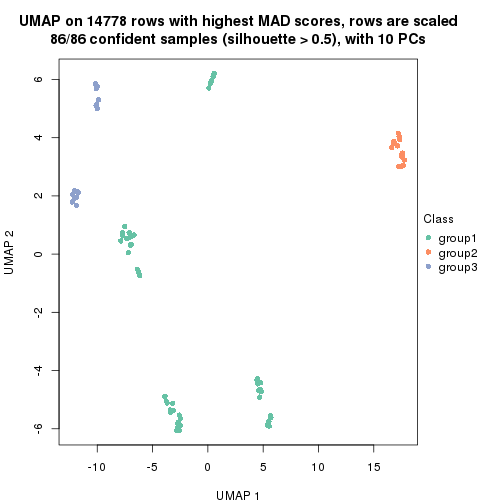 UMAP on 14778 rows with highest MAD scores, rows are scaled
86/86 confident samples (silhouette > 0.5), with 10 PCs
6
4
2
0
-2
-4
-6
UMAP 2
-10
-5
0
5
10
15
UMAP 1
Class
group1
group2
group3